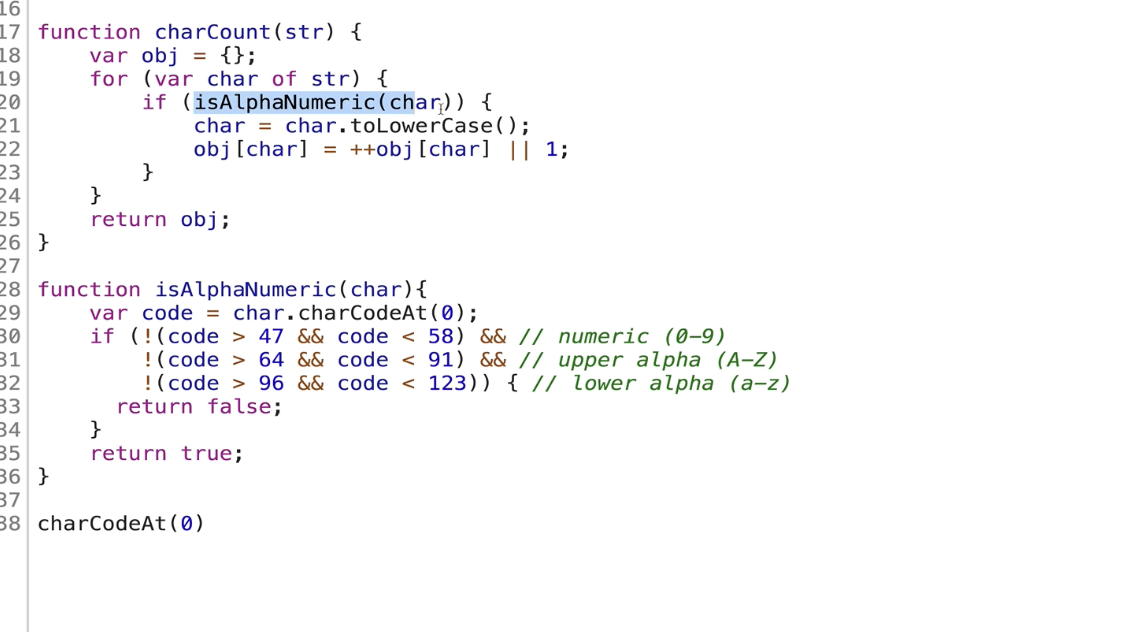 16
17 function charCount(str) {
18     var obj = {};
19     for (var char of str) {
20         if (isAlphaNumeric(char)) {
21             char = char.toLowerCase();
22             obj[char] = ++obj[char] || 1;
23         }
24     }
25     return obj;
26 }
27
28 function isAlphaNumeric(char){
29     var code = char.charCodeAt(0);
30     if (!(code > 47 && code < 58) && // numeric (0-9)
31         !(code > 64 && code < 91) && // upper alpha (A-Z)
32         !(code > 96 && code < 123)) { // lower alpha (a-z)
33       return false;
34     }
35     return true;
36 }
37
38 charCodeAt(0)